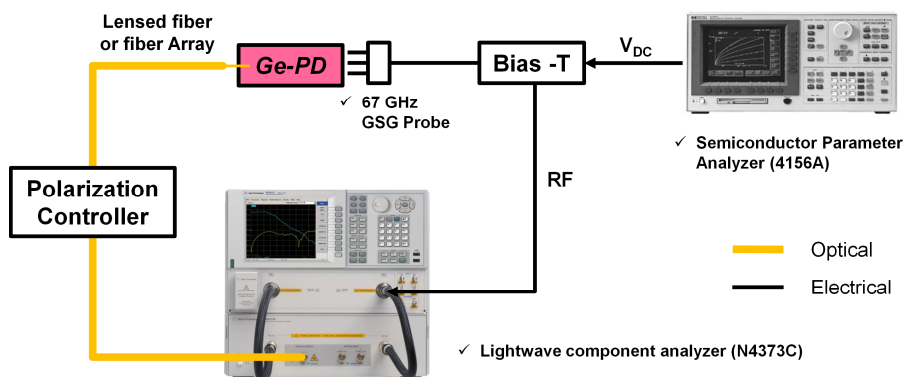 Lensed fiber
or fiber Array
Ge-PD
✓ 67 GHz
GSG Probe
Bias -T
VDC
✓ Semiconductor Parameter
Analyzer (4156A)
RF
Polarization
Controller
Optical
Electrical
✓ Lightwave component analyzer (N4373C)